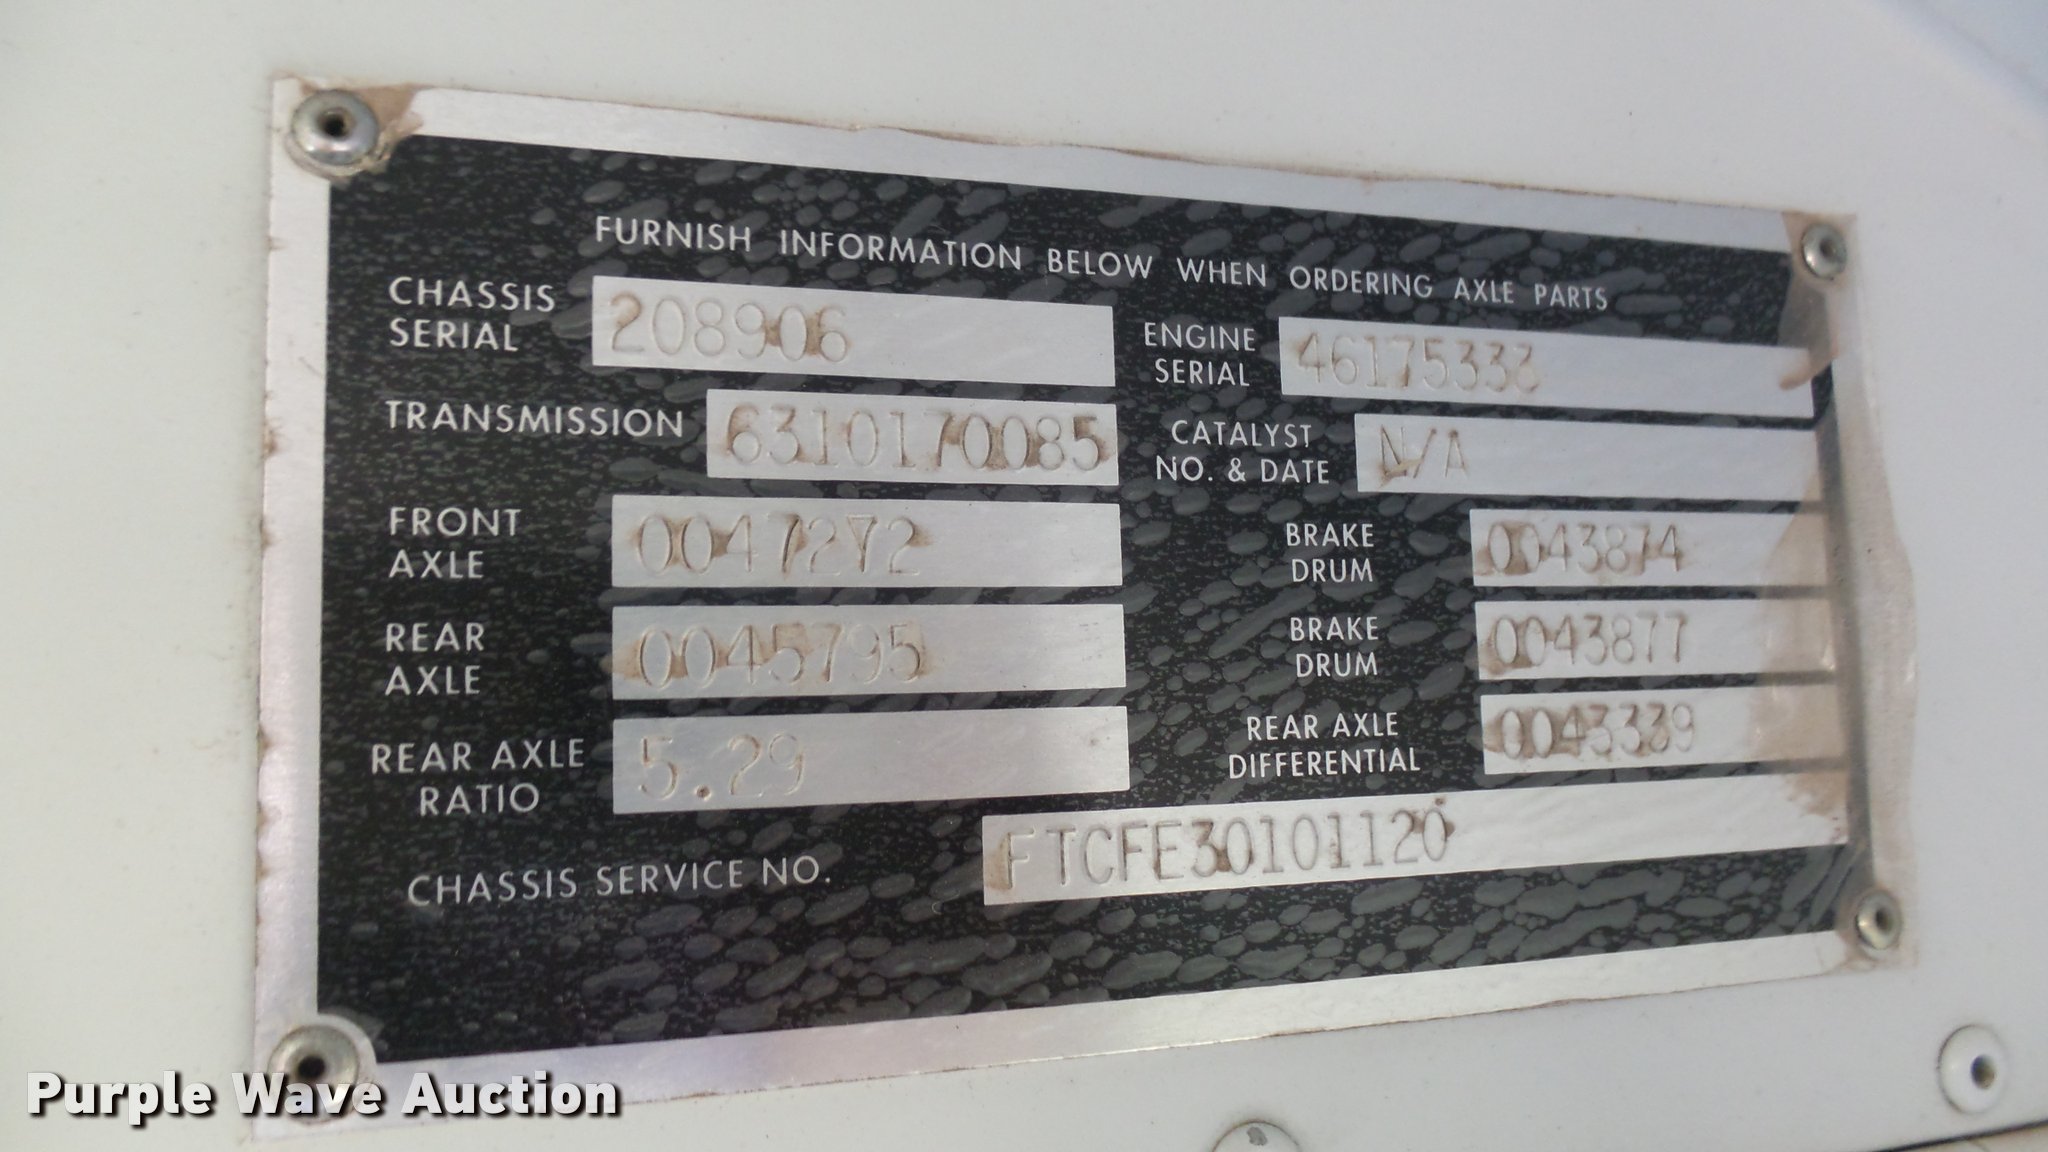 FURNISH INFORMATION BELOW WHEN ORDERING AXLE PARTS
CHASSIS SERIAL 208906
ENGINE SERIAL 46175333
TRANSMISSION 6310170085
CATALYST NO. & DATE N/A
FRONT AXLE 0047272
BRAKE DRUM 0043874
REAR AXLE 0045795
BRAKE DRUM 0043877
REAR AXLE RATIO 5.29
REAR AXLE DIFFERENTIAL 0043339
CHASSIS SERVICE NO. FTCFE30101120
Purple Wave Auction